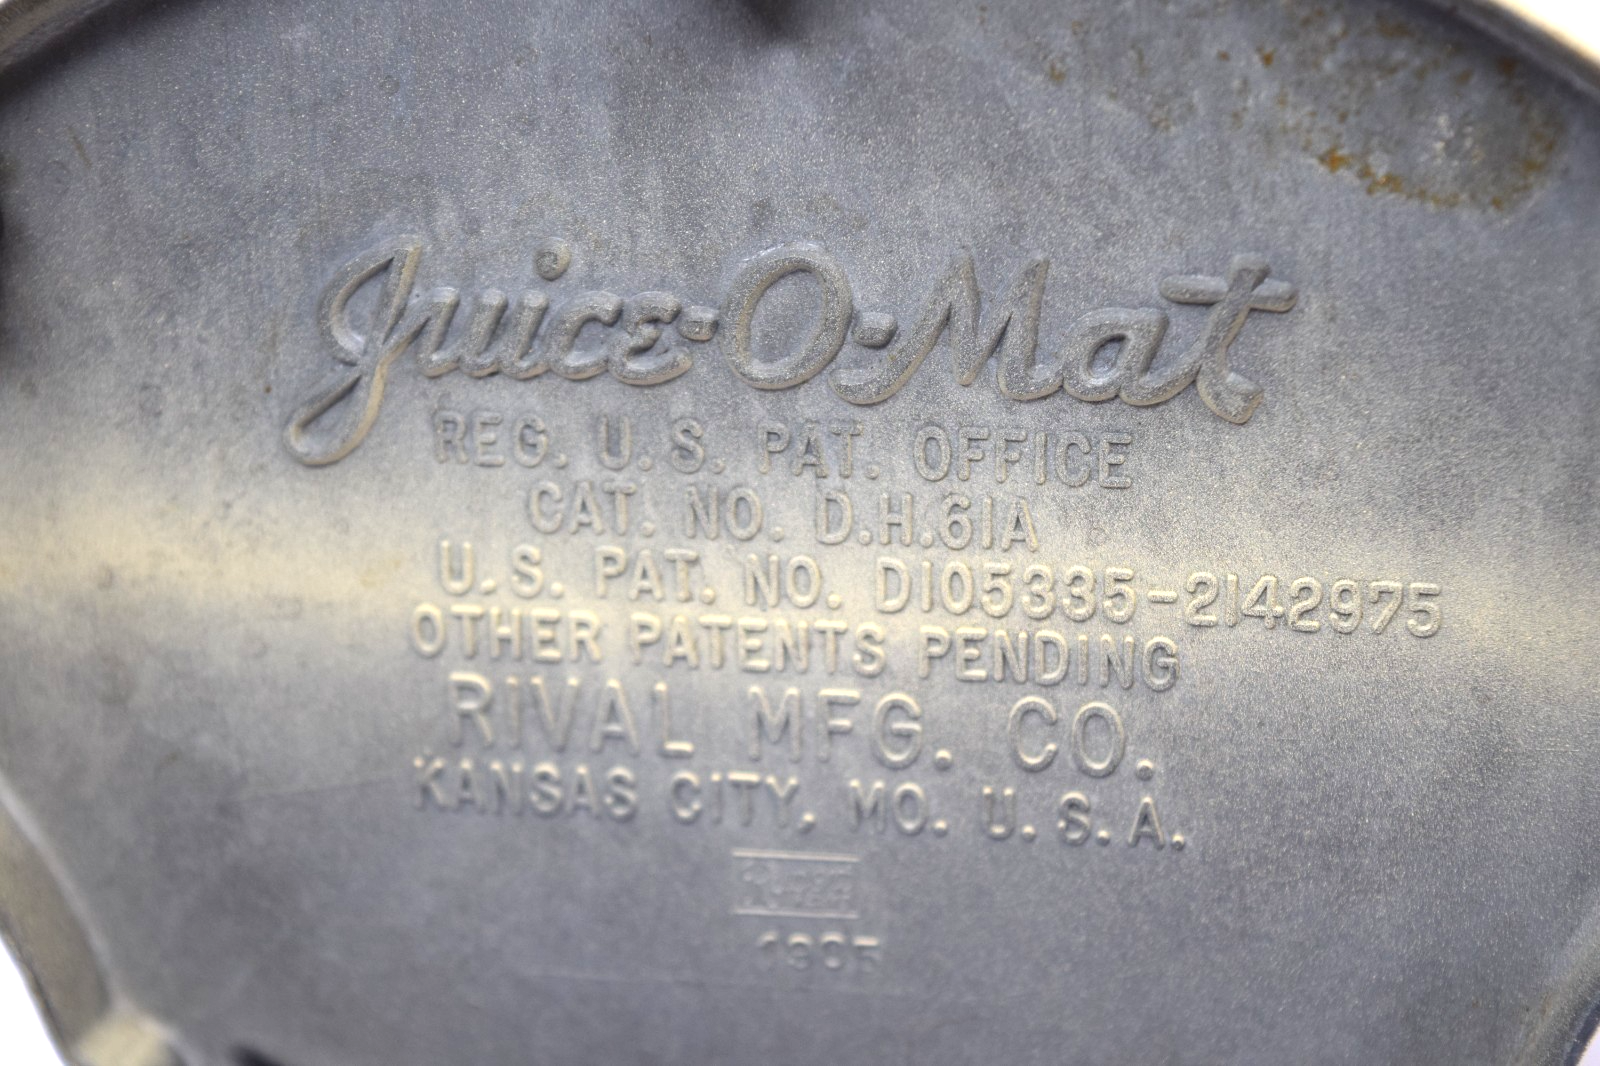 Juice-O-Mat
REG. U.S. PAT. OFFICE
CAT. NO. D.H.61A
U.S. PAT. NO. D105335-2142975
OTHER PATENTS PENDING
RIVAL MFG. CO.
KANSAS CITY, MO. U.S.A.